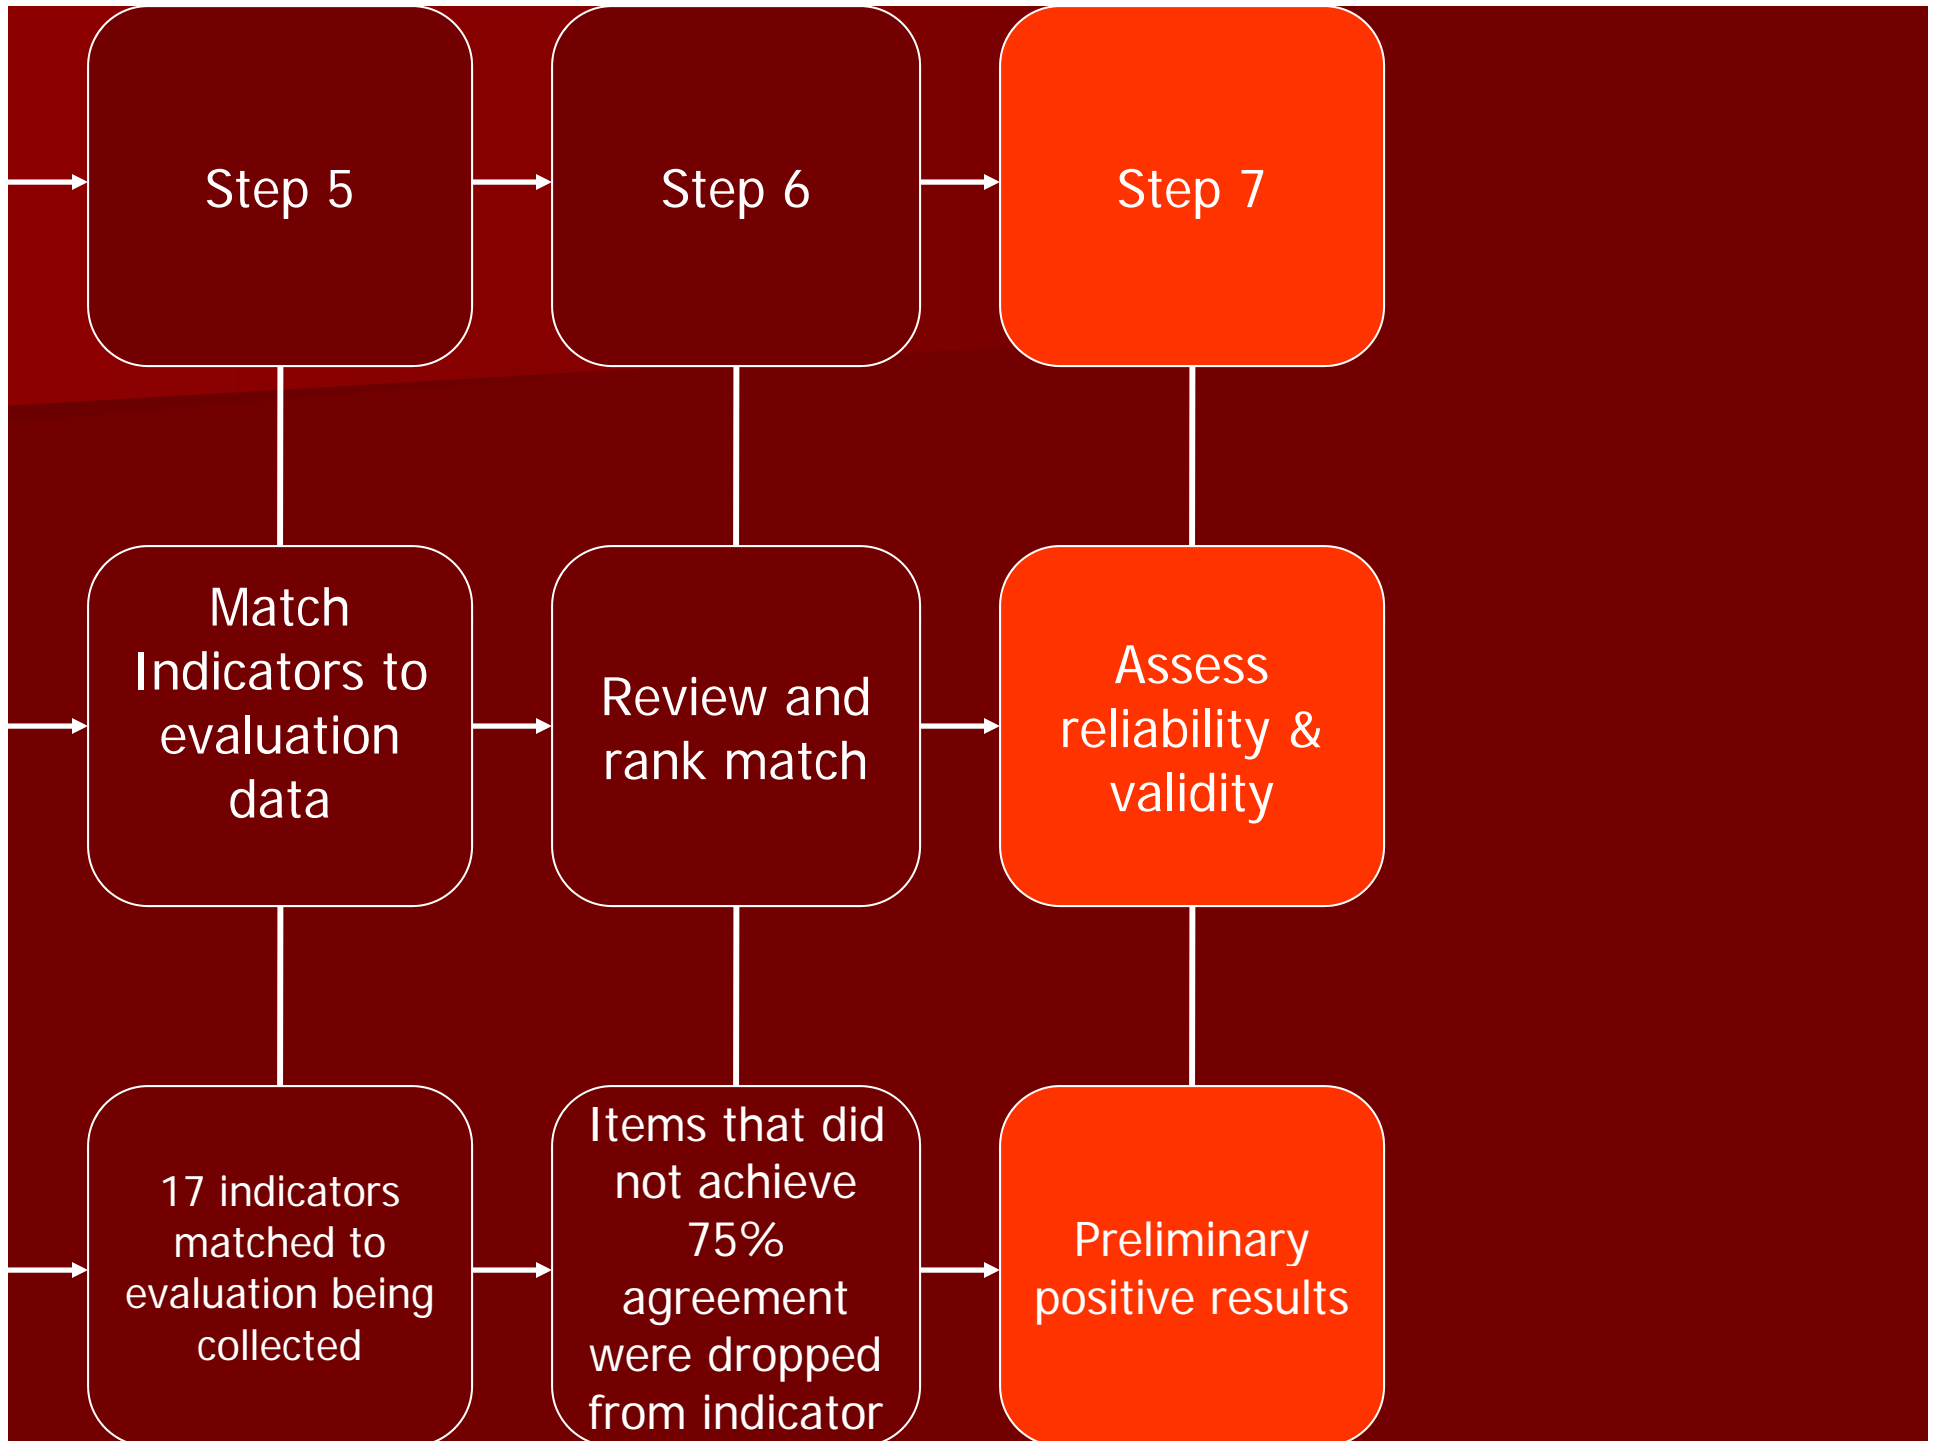 Step 5
Step 6
Step 7
Match
Indicators to
evaluation
data
Review and
rank match
Assess
reliability &
validity
17 indicators
matched to
evaluation being
collected
Items that did
not achieve
75%
agreement
were dropped
from indicator
Preliminary
positive results